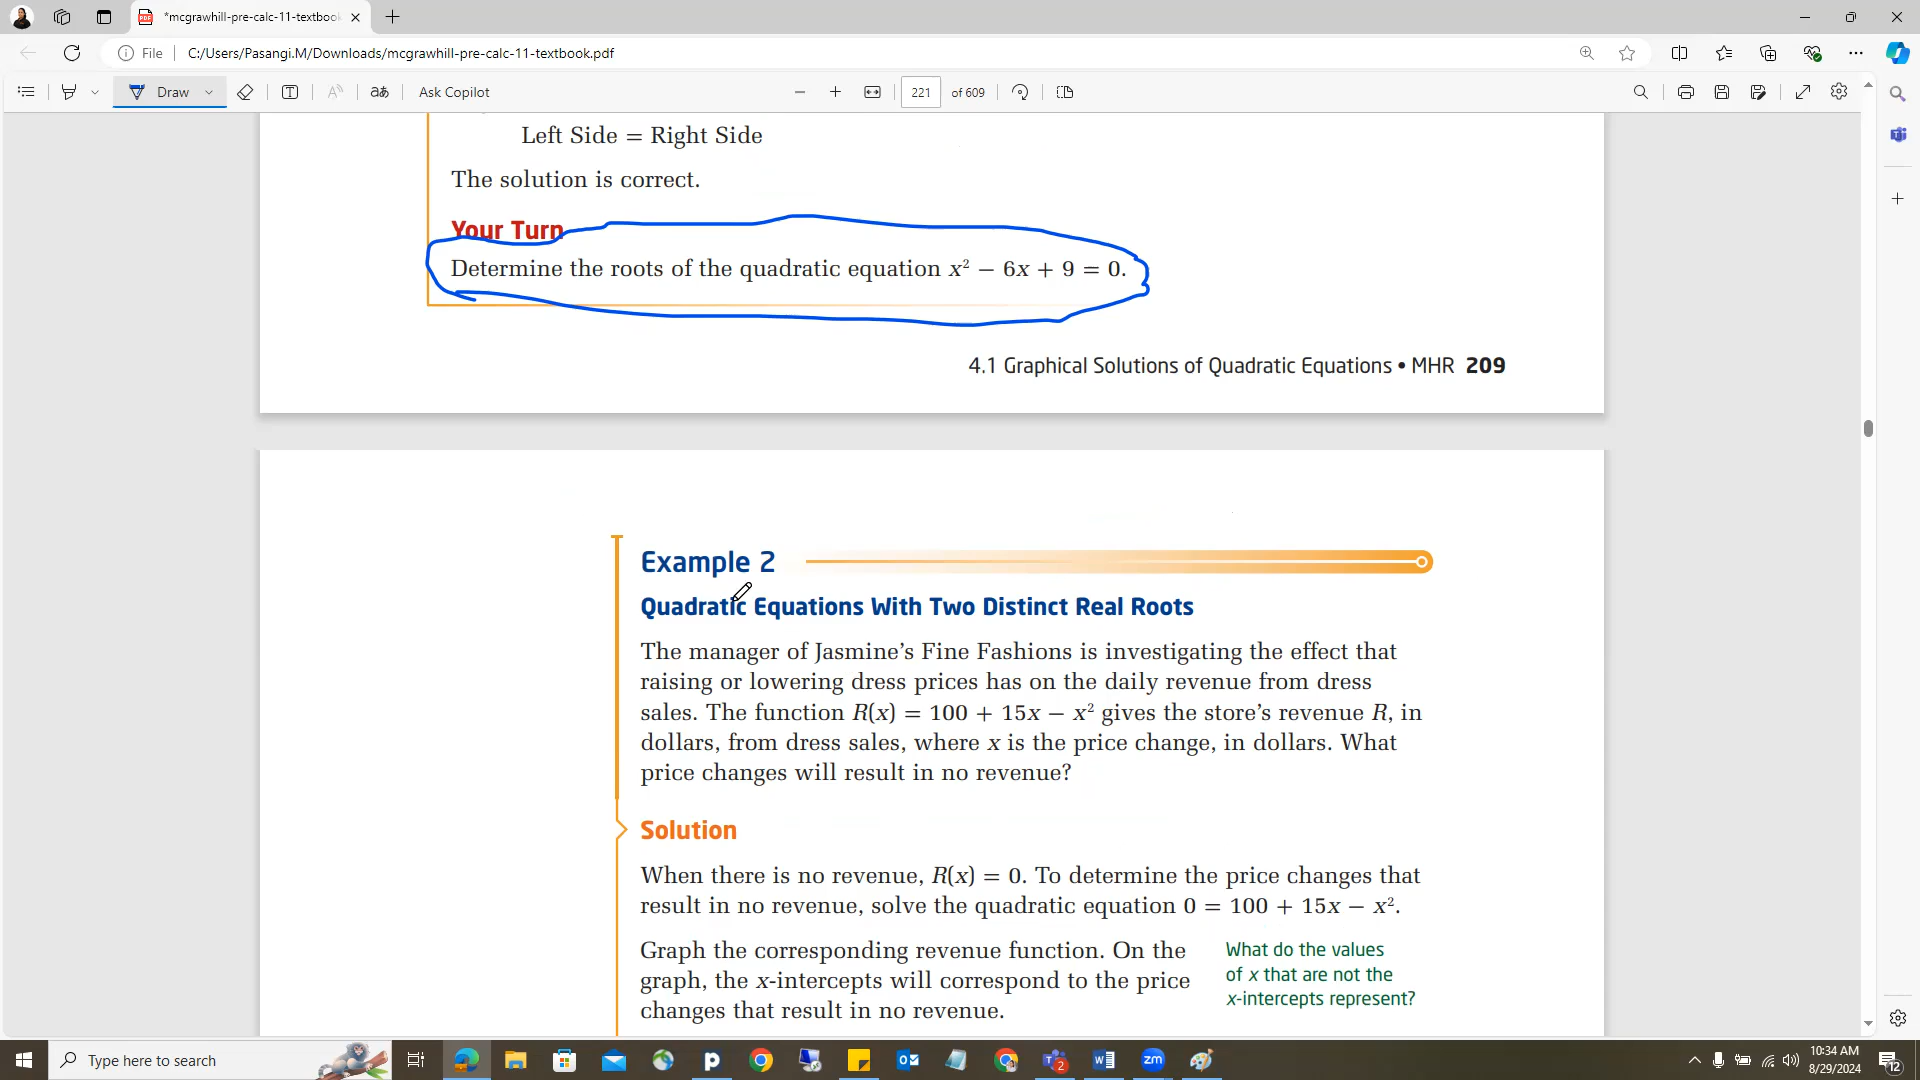 *mcgrawhill-pre-calc-11-textbook
File
C:/Users/Pasangi.M/Downloads/mcgrawhill-pre-calc-11-textbook.pdf
Draw
aあ
Ask Copilot
221 of 609
Left Side = Right Side
The solution is correct.
Your Turn
Determine the roots of the quadratic equation x² − 6x + 9 = 0.
4.1 Graphical Solutions of Quadratic Equations • MHR 209
Example 2
Quadratic Equations With Two Distinct Real Roots
The manager of Jasmine’s Fine Fashions is investigating the effect that
raising or lowering dress prices has on the daily revenue from dress
sales. The function R(x) = 100 + 15x − x² gives the store’s revenue R, in
dollars, from dress sales, where x is the price change, in dollars. What
price changes will result in no revenue?
Solution
When there is no revenue, R(x) = 0. To determine the price changes that
result in no revenue, solve the quadratic equation 0 = 100 + 15x − x².
Graph the corresponding revenue function. On the
graph, the x-intercepts will correspond to the price
changes that result in no revenue.
What do the values
of x that are not the
x-intercepts represent?
Type here to search
10:34 AM
8/29/2024
12